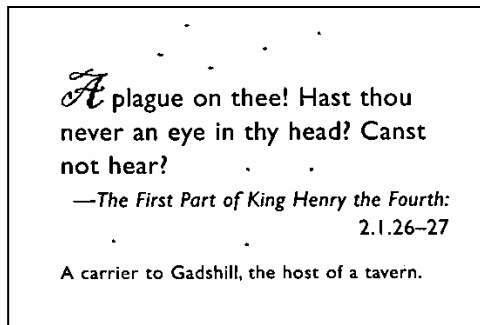 A plague on thee! Hast thou
never an eye in thy head? Canst
not hear?
—The First Part of King Henry the Fourth:
2.1.26–27
A carrier to Gadshill, the host of a tavern.